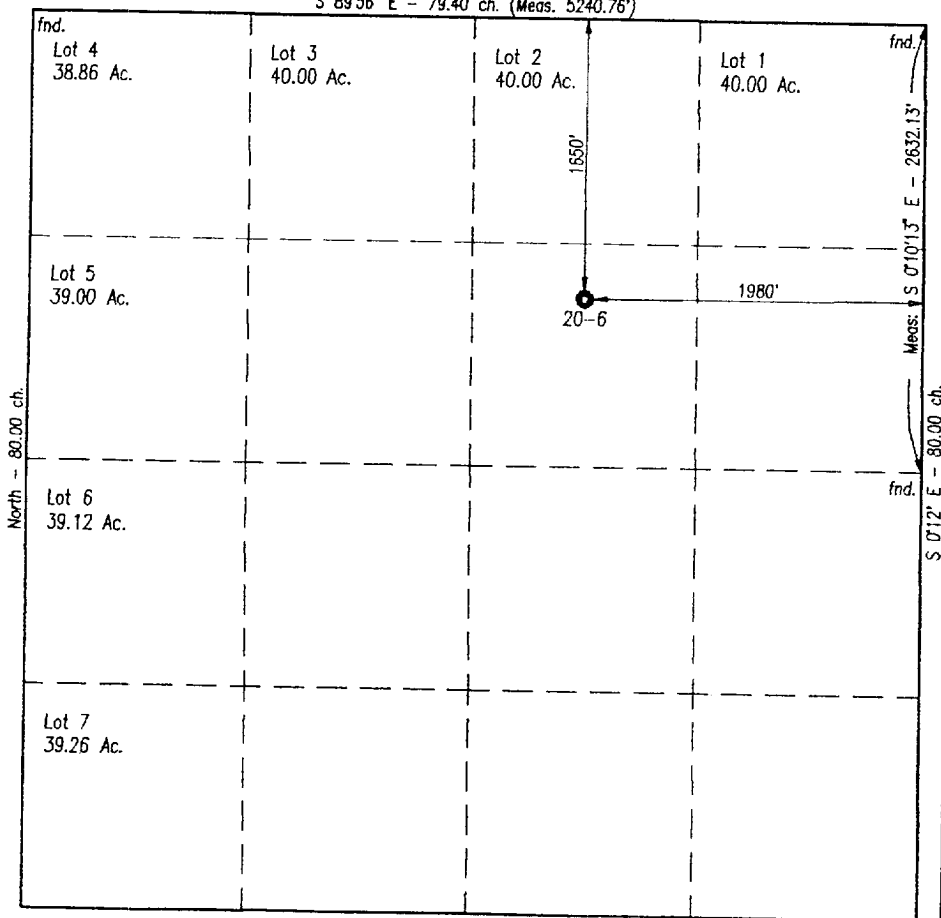 S 89°56' E - 79.40 ch. (Meas. 5240.76')
fnd.
Lot 4
38.86 Ac.
Lot 3
40.00 Ac.
Lot 2
40.00 Ac.
Lot 1
40.00 Ac.
fnd.
1650'
Meas. S 0°10'13" E - 2632.13'
Lot 5
39.00 Ac.
1980'
20-6
North - 80.00 ch.
S 0°12' E - 80.00 ch.
fnd.
Lot 6
39.12 Ac.
Lot 7
39.26 Ac.